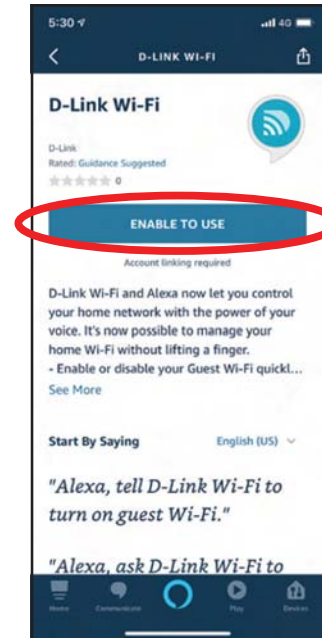 5:30
4G
D-LINK WI-FI
D-Link Wi-Fi
D-Link
Rated: Guidance Suggested
0
ENABLE TO USE
Account linking required
D-Link Wi-Fi and Alexa now let you control
your home network with the power of your
voice. It's now possible to manage your
home Wi-Fi without lifting a finger.
- Enable or disable your Guest Wi-Fi quickl...
See More
Start By Saying
English (US)
"Alexa, tell D-Link Wi-Fi to
turn on guest Wi-Fi."
"Alexa, ask D-Link Wi-Fi to
Home
Communicate
Play
Devices